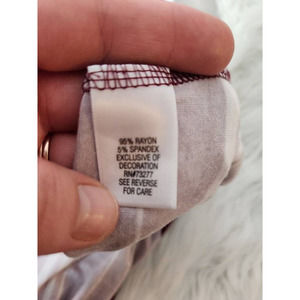 95% RAYON
5% SPANDEX
EXCLUSIVE OF
DECORATION
RN#73277
SEE REVERSE
FOR CARE